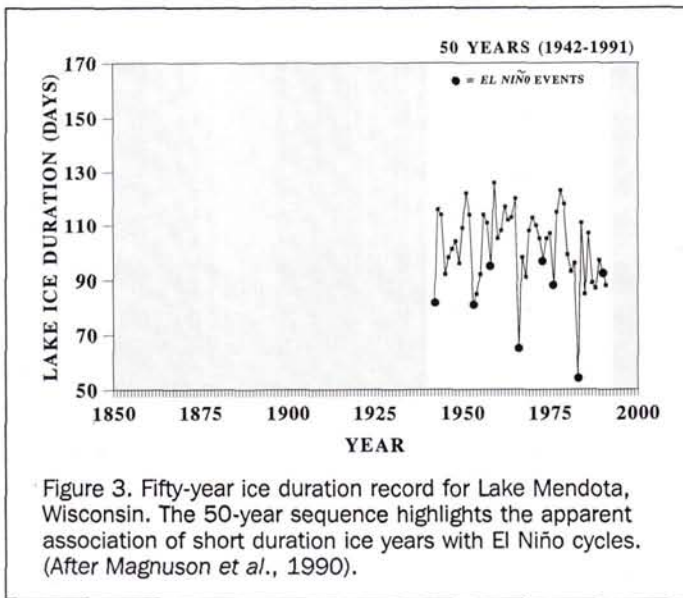 50 YEARS (1942-1991)
● = EL NIÑO EVENTS
LAKE ICE DURATION (DAYS)
170
150
130
110
90
70
50
1850 1875 1900 1925 1950 1975 2000
YEAR
Figure 3. Fifty-year ice duration record for Lake Mendota,
Wisconsin. The 50-year sequence highlights the apparent
association of short duration ice years with El Niño cycles.
(After Magnuson et al., 1990).